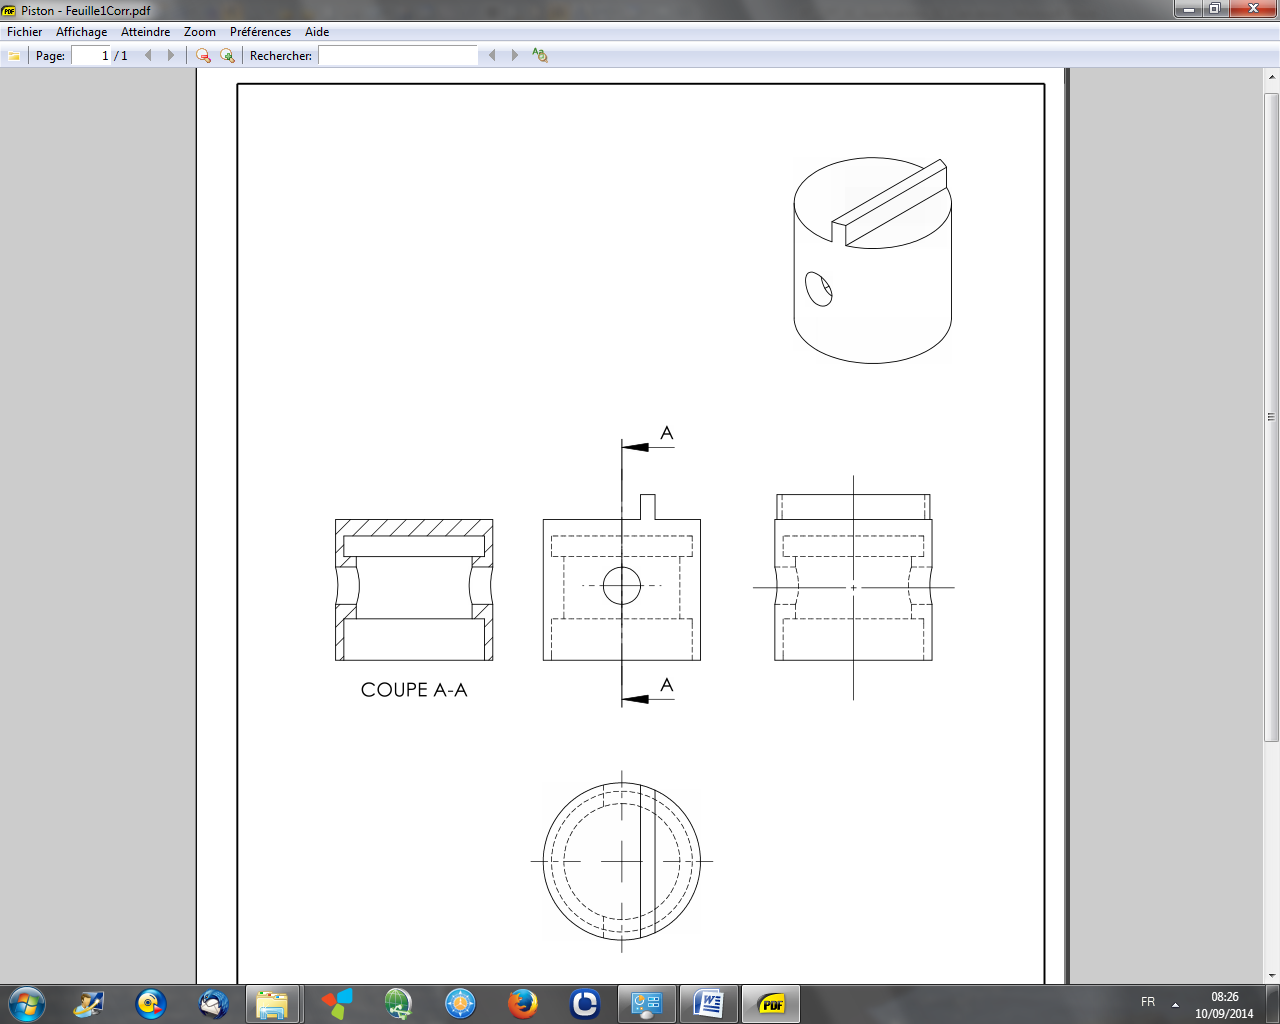 Piston - Feuille1Corr.pdf
Fichier Affichage Atteindre Zoom Préférences Aide
Page: 1 / 1 Rechercher:
A
COUPE A-A
A
FR 08:26
10/09/2014
PDF